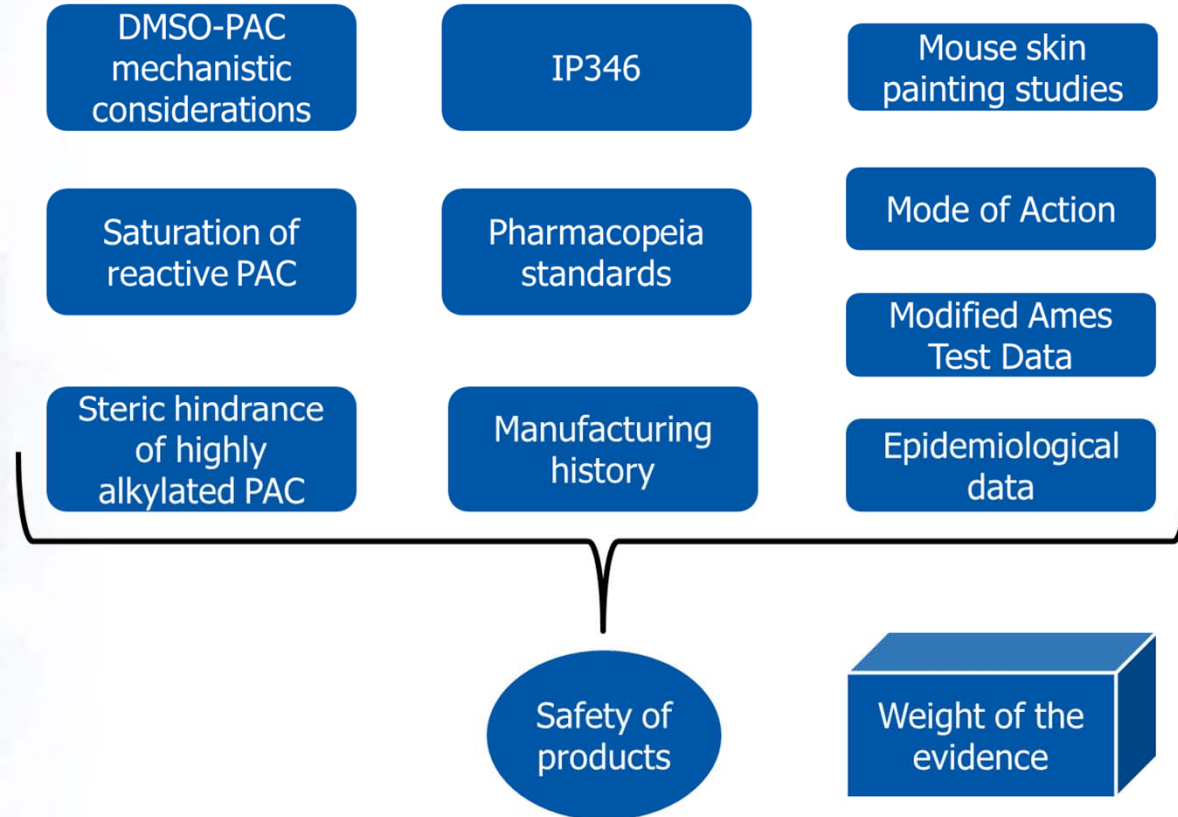 DMSO-PAC
mechanistic
considerations
IP346
Mouse skin
painting studies
Saturation of
reactive PAC
Pharmacopeia
standards
Mode of Action
Modified Ames
Test Data
Steric hindrance
of highly
alkylated PAC
Manufacturing
history
Epidemiological
data
Safety of
products
Weight of the
evidence